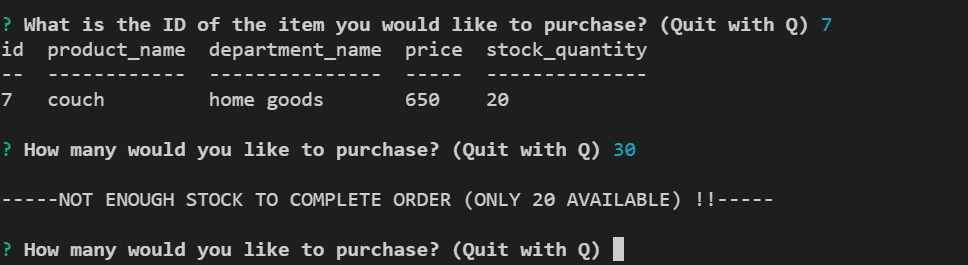 ? What is the ID of the item you would like to purchase? (Quit with Q) 7
id  product_name  department_name  price  stock_quantity
--  ------------  ---------------  -----  --------------
7   couch         home goods       650    20
? How many would you like to purchase? (Quit with Q) 30
-----NOT ENOUGH STOCK TO COMPLETE ORDER (ONLY 20 AVAILABLE) !!-----
? How many would you like to purchase? (Quit with Q)